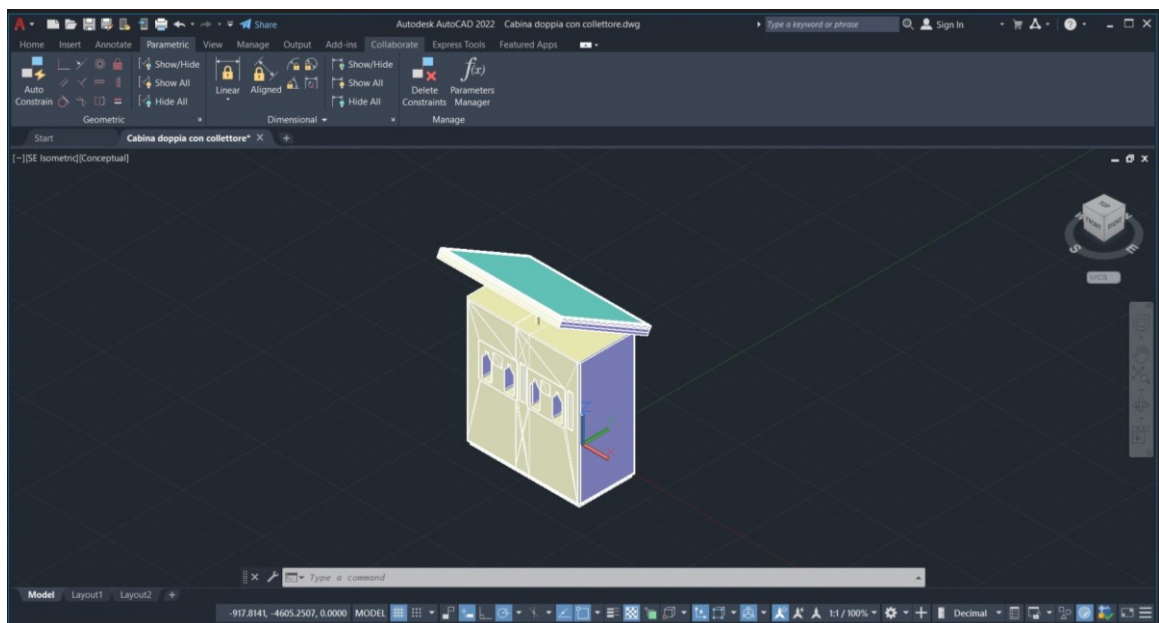 Share Autodesk AutoCAD 2022 Cabina doppia con collettore.dwg Type a keyword or phrase Sign In
Home Insert Annotate Parametric View Manage Output Add-ins Collaborate Express Tools Featured Apps
Auto Constrain
Show/Hide
Show All
Hide All
Geometric
Linear
Aligned
Show/Hide
Show All
Hide All
Dimensional
Delete Constraints
Parameters Manager
Manage
Start Cabina doppia con collettore*
[−][SE Isometric][Conceptual]
TOP
FRONT
S
E
WCS
Z
Y
X
Type a command
Model Layout1 Layout2
-917.8141, -4605.2507, 0.0000 MODEL 1:1 / 100% Decimal